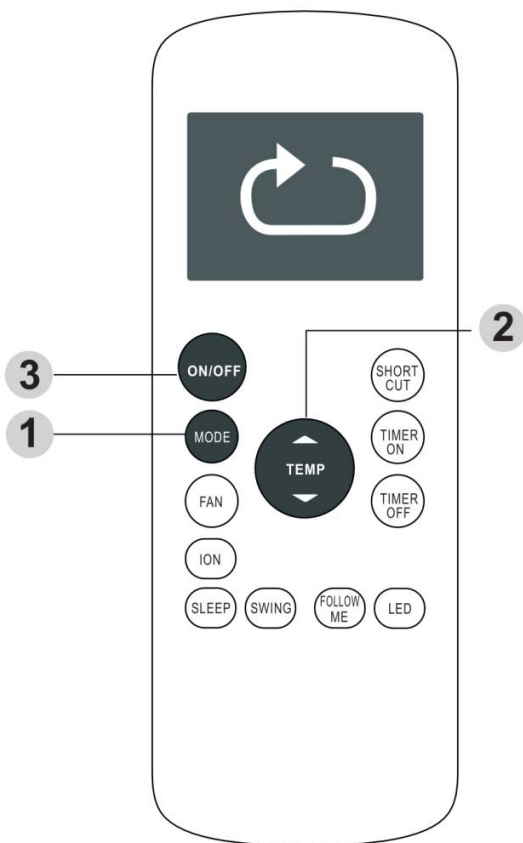 2
3
ON/OFF
SHORT
CUT
1
MODE
TEMP
TIMER
ON
FAN
TIMER
OFF
ION
SLEEP
SWING
FOLLOW
ME
LED